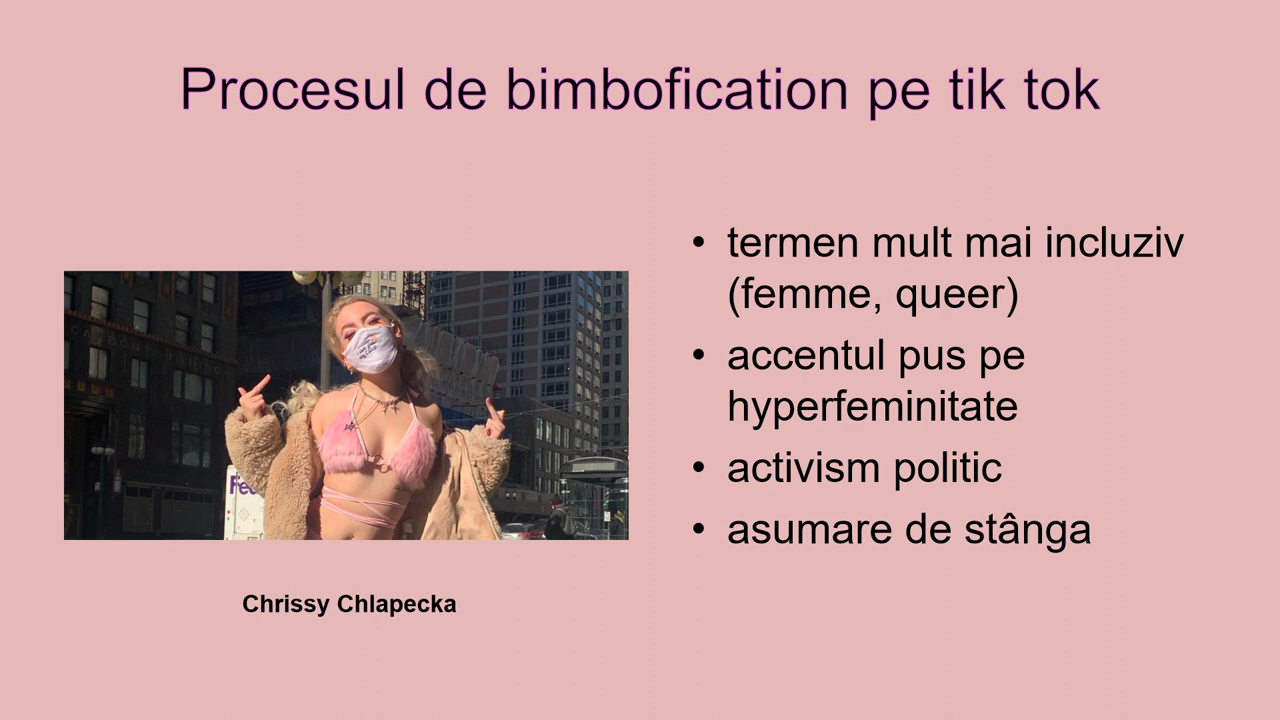 Procesul de bimbofication pe tik tok
• termen mult mai incluziv
(femme, queer)
• accentul pus pe
hyperfeminitate
• activism politic
• asumare de stânga
Fe
Chrissy Chlapecka